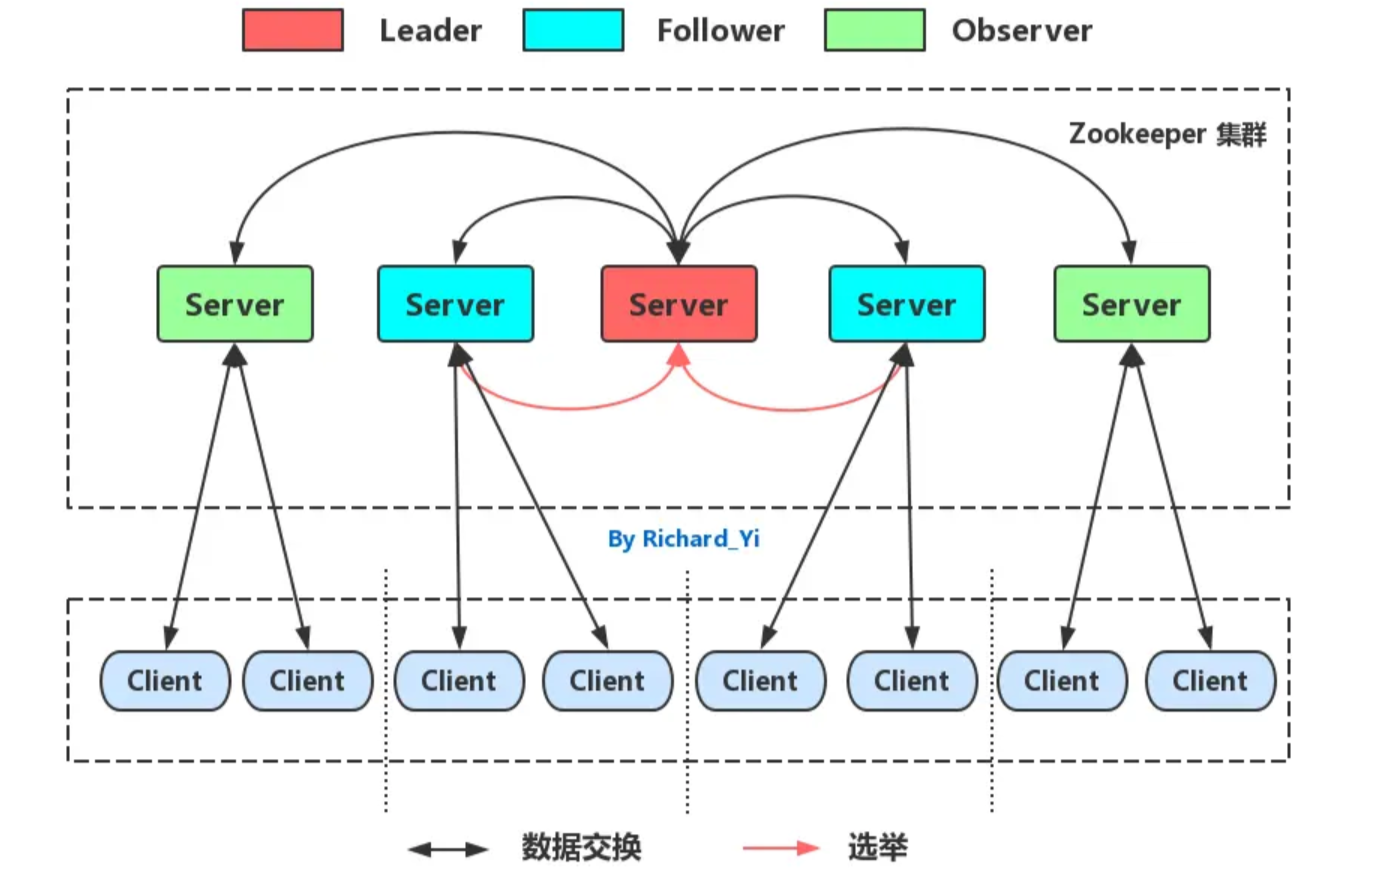 Leader Follower Observer
Zookeeper 集群
Server Server Server Server Server
By Richard_Yi
Client Client Client Client Client Client Client Client
数据交换 选举